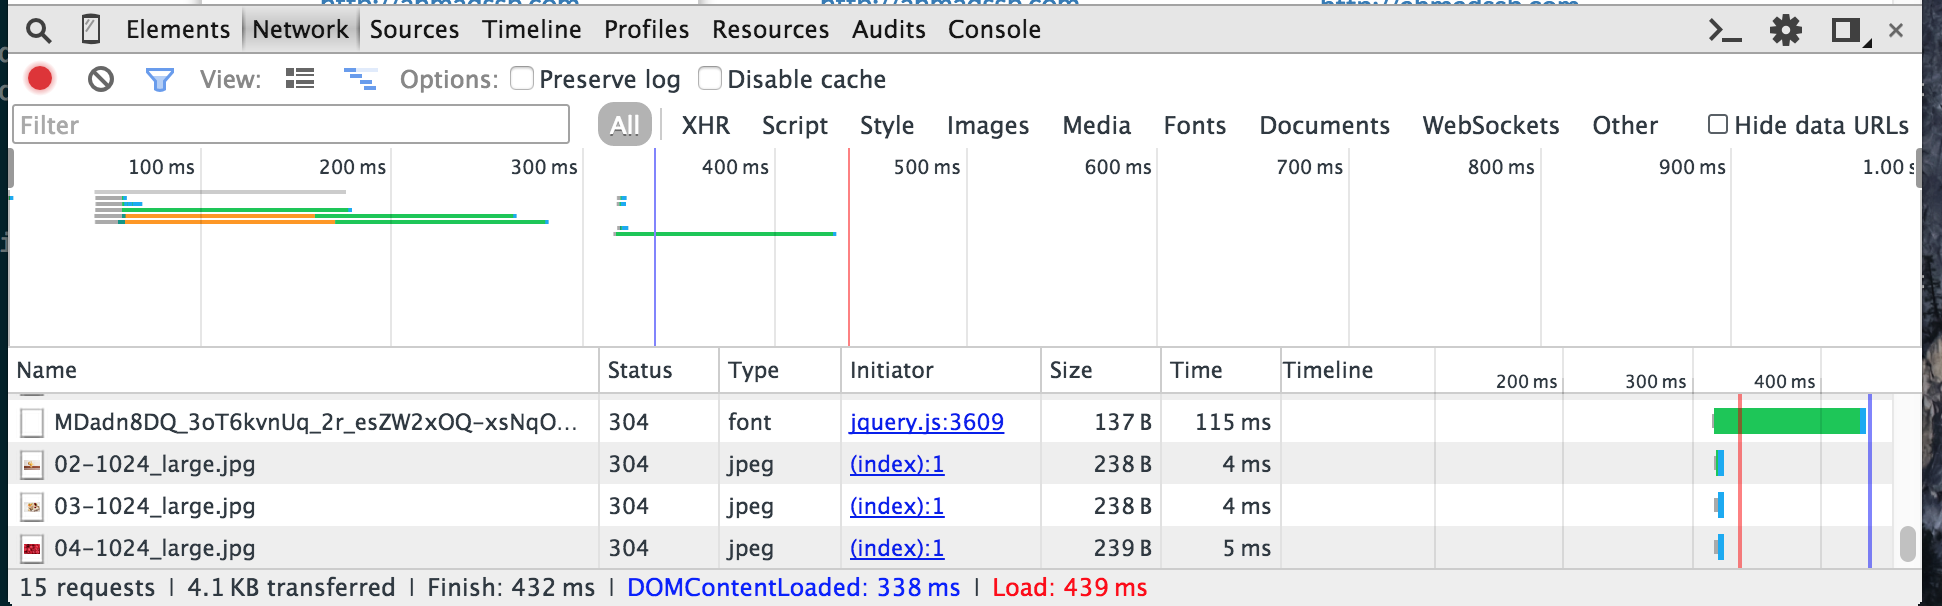 Elements Network Sources Timeline Profiles Resources Audits Console
View: Options: Preserve log Disable cache
Filter All XHR Script Style Images Media Fonts Documents WebSockets Other Hide data URLs
100 ms 200 ms 300 ms 400 ms 500 ms 600 ms 700 ms 800 ms 900 ms 1.00 s
Name Status Type Initiator Size Time Timeline 200 ms 300 ms 400 ms
MDadn8DQ_3oT6kvnUq_2r_esZW2xOQ-xsNqO... 304 font jquery.js:3609 137 B 115 ms
02-1024_large.jpg 304 jpeg (index):1 238 B 4 ms
03-1024_large.jpg 304 jpeg (index):1 238 B 4 ms
04-1024_large.jpg 304 jpeg (index):1 239 B 5 ms
15 requests | 4.1 KB transferred | Finish: 432 ms | DOMContentLoaded: 338 ms | Load: 439 ms